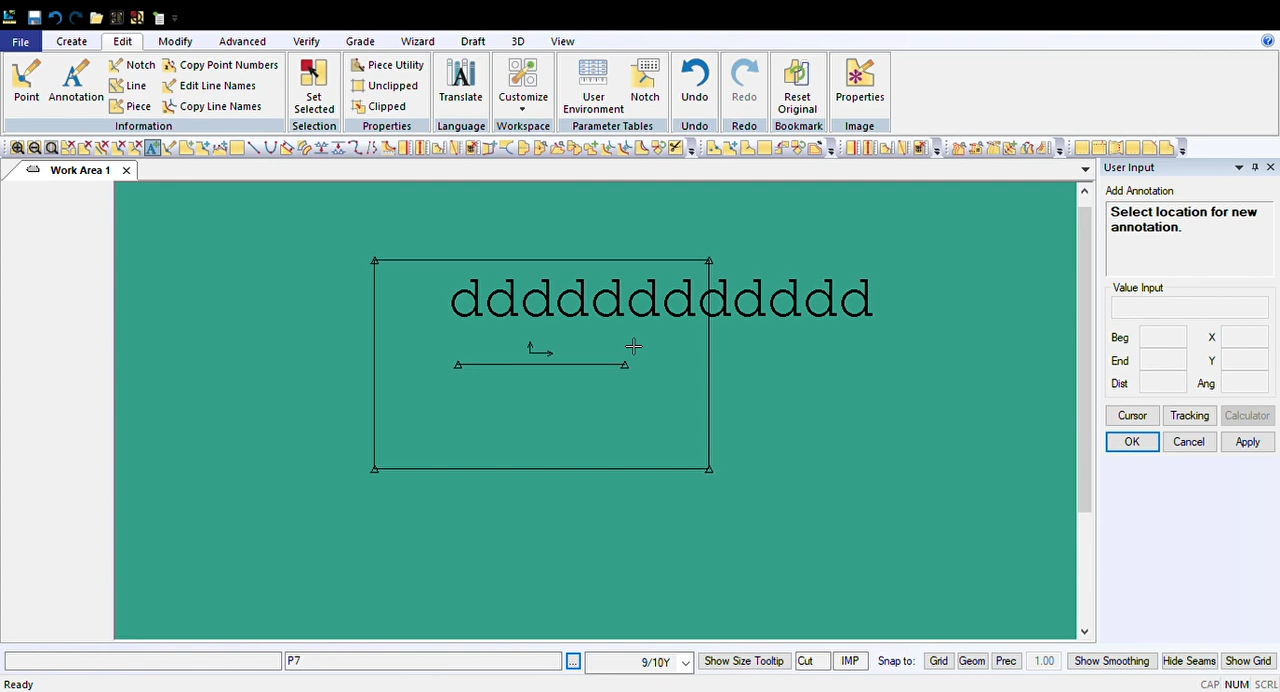 File Create Edit Modify Advanced Verify Grade Wizard Draft 3D View
Point
Annotation
Notch
Line
Piece
Copy Point Numbers
Edit Line Names
Copy Line Names
Information
Set
Selected
Selection
Piece Utility
Unclipped
Clipped
Properties
Translate
Language
Customize
Workspace
User
Environment
Notch
Parameter Tables
Undo
Undo
Redo
Redo
Reset
Original
Bookmark
Properties
Image
Work Area 1
User Input
Add Annotation
Select location for new
annotation.
Value Input
Beg X
End Y
Dist Ang
Cursor Tracking Calculator
OK Cancel Apply
dddddddddddd
P7 ... 9/10Y Show Size Tooltip Cut IMP Snap to: Grid Geom Prec 1.00 Show Smoothing Hide Seams Show Grid
Ready CAP NUM SCRL